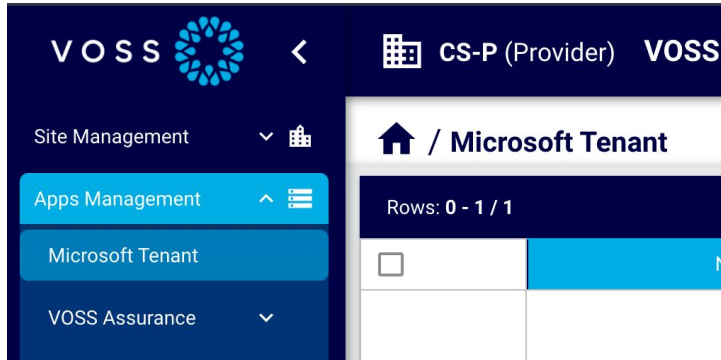 VOSS
CS-P (Provider) VOSS
Site Management
/ Microsoft Tenant
Apps Management
Rows: 0 - 1 / 1
Microsoft Tenant
VOSS Assurance